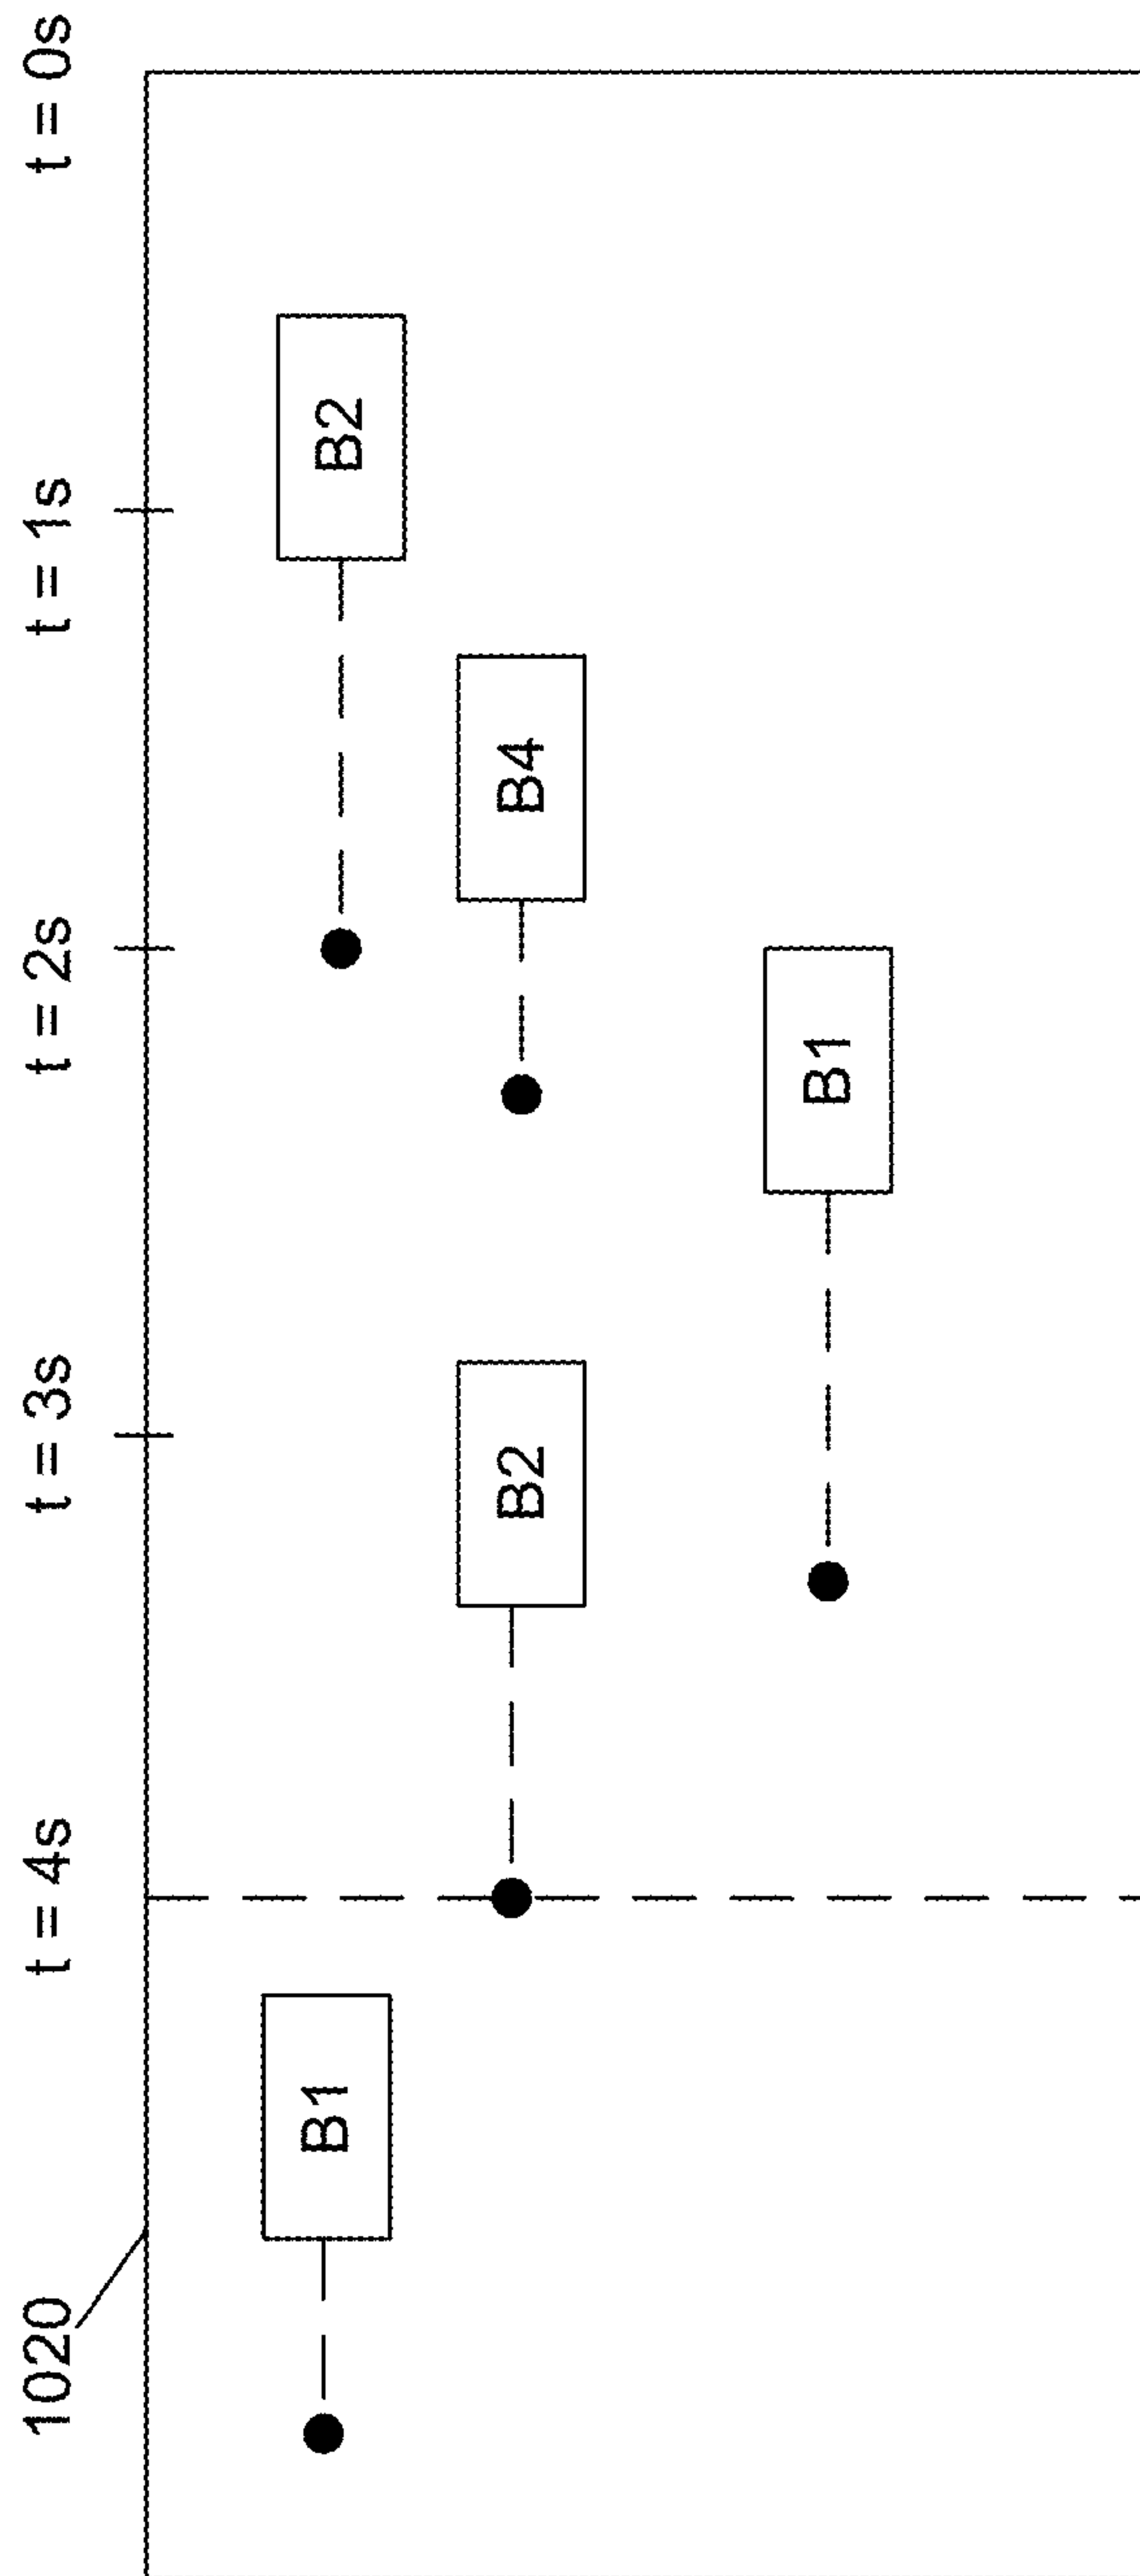 1020
t = 4s
t = 3s
t = 2s
t = 1s
t = 0s
B1
B2
B2
B4
B1